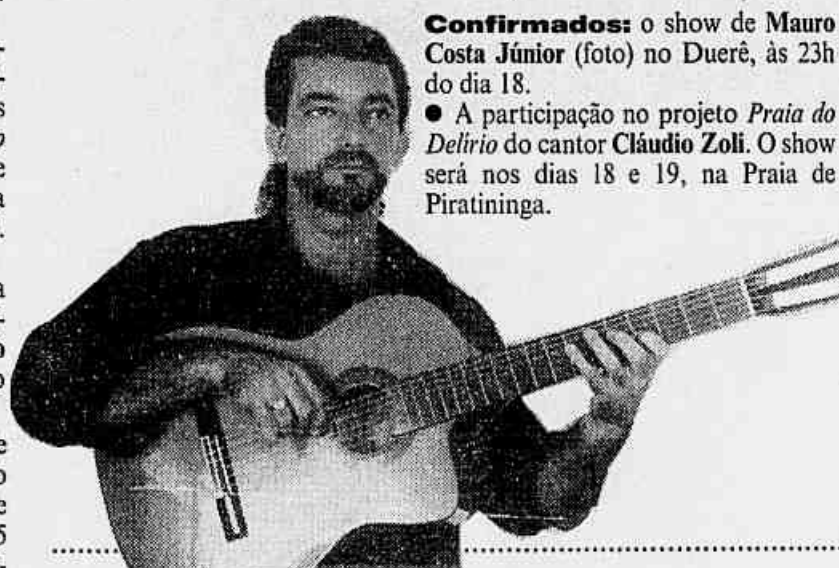 Confirmados: o show de Mauro
Costa Júnior (foto) no Duerê, às 23h
do dia 18.
● A participação no projeto Praia do
Delírio do cantor Cláudio Zoli. O show
será nos dias 18 e 19, na Praia de
Piratininga.